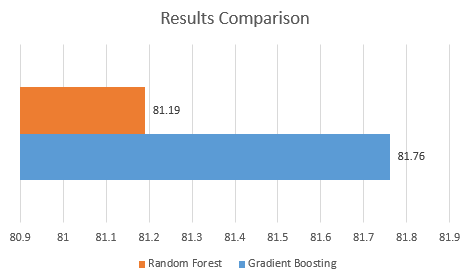 Results Comparison
81.19
81.76
80.9 81 81.1 81.2 81.3 81.4 81.5 81.6 81.7 81.8 81.9
Random Forest Gradient Boosting